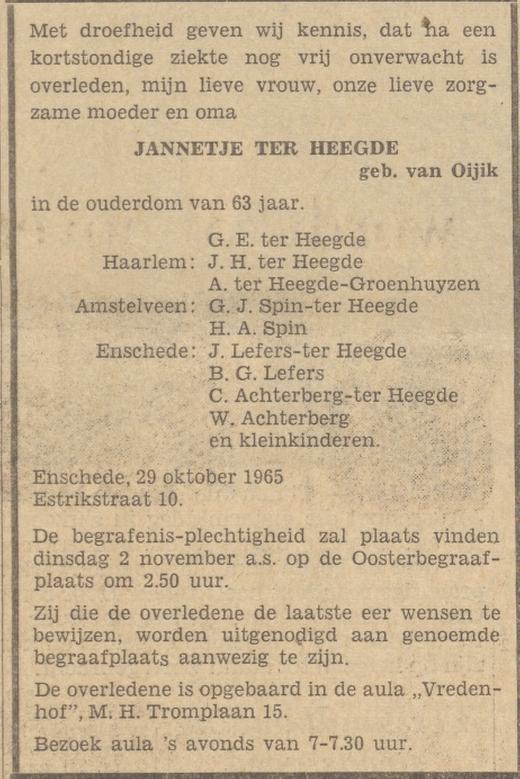 Met droefheid geven wij kennis, dat na een
kortstondige ziekte nog vrij onverwacht is
overleden, mijn lieve vrouw, onze lieve zorg-
zame moeder en oma
JANNETJE TER HEEGDE
geb. van Oijik
in de ouderdom van 63 jaar.
G. E. ter Heegde
Haarlem: J. H. ter Heegde
A. ter Heegde-Groenhuyzen
Amstelveen: G. J. Spin-ter Heegde
H. A. Spin
Enschede: J. Lefers-ter Heegde
B. G. Lefers
C. Achterberg-ter Heegde
W. Achterberg
en kleinkinderen.
Enschede, 29 oktober 1965
Estrikstraat 10.
De begrafenis-plechtigheid zal plaats vinden
dinsdag 2 november a.s. op de Oosterbegraaf-
plaats om 2.50 uur.
Zij die de overledene de laatste eer wensen te
bewijzen, worden uitgenodigd aan genoemde
begraafplaats aanwezig te zijn.
De overledene is opgebaard in de aula „Vreden-
hof”, M. H. Tromplaan 15.
Bezoek aula 's avonds van 7-7.30 uur.